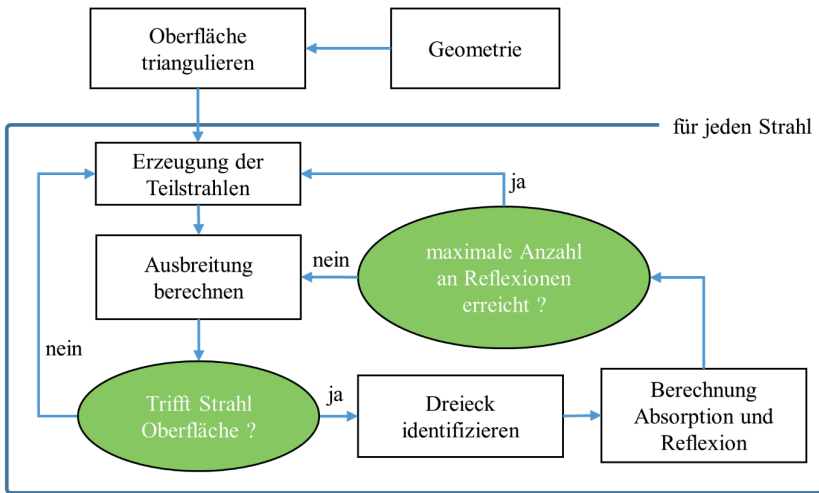 Oberfläche
triangulieren
Geometrie
für jeden Strahl
Erzeugung der
Teilstrahlen
ja
maximale Anzahl
an Reflexionen
erreicht ?
nein
Ausbreitung
berechnen
nein
Trifft Strahl
Oberfläche ?
ja
Dreieck
identifizieren
Berechnung
Absorption und
Reflexion